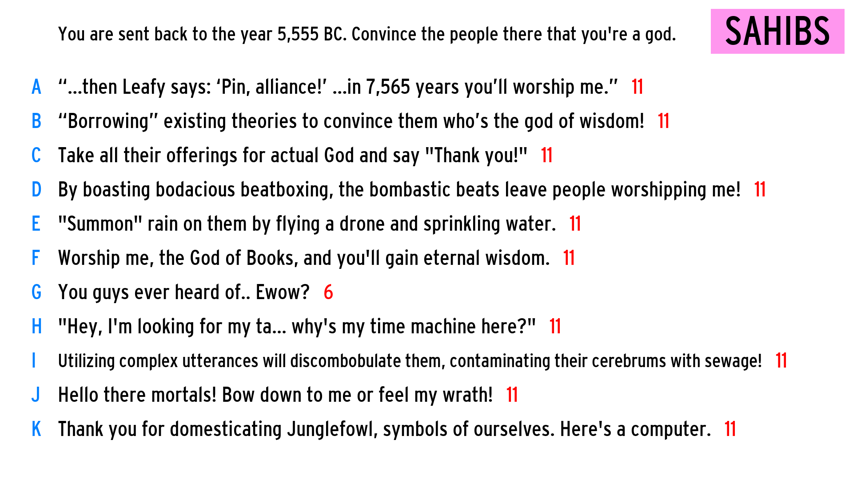 You are sent back to the year 5,555 BC. Convince the people there that you're a god.
SAHIBS
A “...then Leafy says: ‘Pin, alliance!’ ...in 7,565 years you’ll worship me.” 11
B “Borrowing” existing theories to convince them who’s the god of wisdom! 11
C Take all their offerings for actual God and say "Thank you!" 11
D By boasting bodacious beatboxing, the bombastic beats leave people worshipping me! 11
E "Summon" rain on them by flying a drone and sprinkling water. 11
F Worship me, the God of Books, and you'll gain eternal wisdom. 11
G You guys ever heard of.. Ewow? 6
H "Hey, I'm looking for my ta... why's my time machine here?" 11
I Utilizing complex utterances will discombobulate them, contaminating their cerebrums with sewage! 11
J Hello there mortals! Bow down to me or feel my wrath! 11
K Thank you for domesticating Junglefowl, symbols of ourselves. Here's a computer. 11